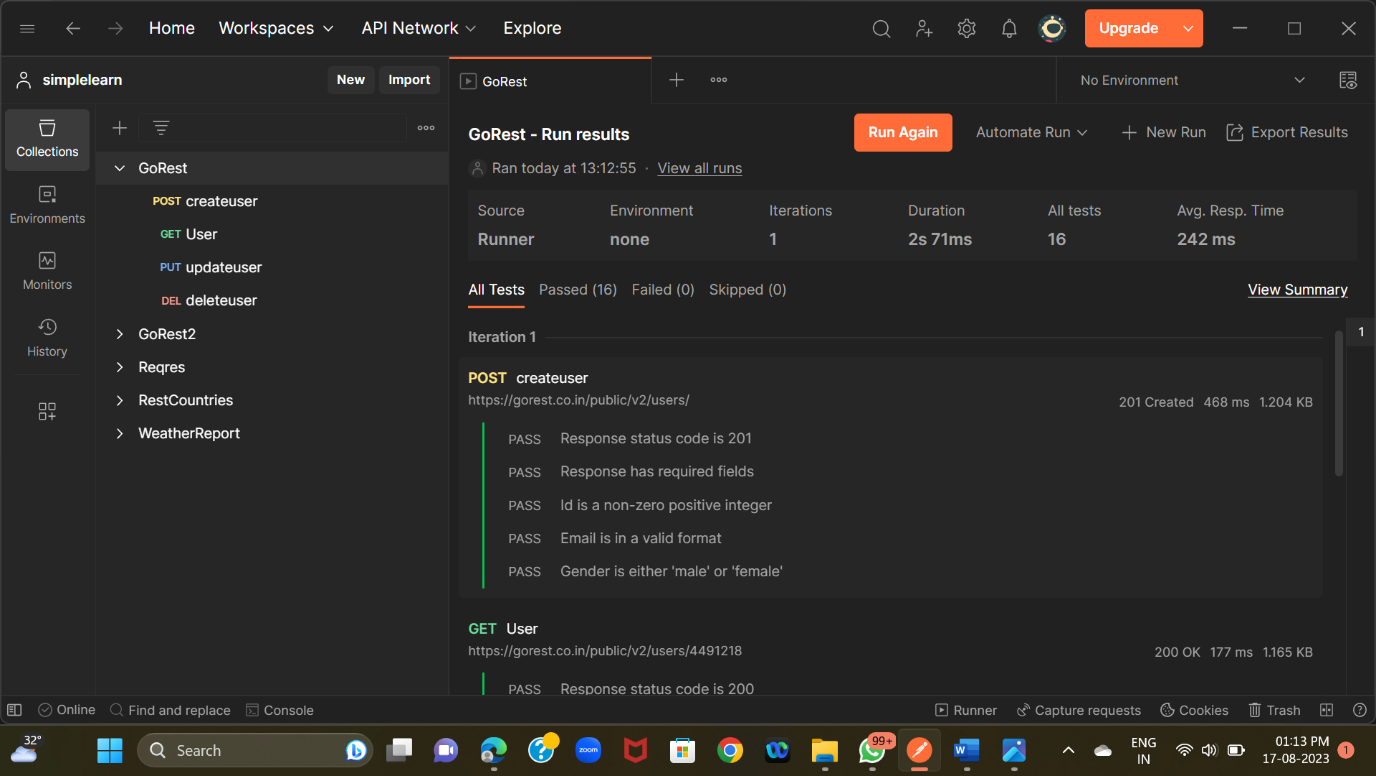 Home Workspaces API Network Explore Upgrade
simplelearn New Import GoRest No Environment
Collections
Environments
Monitors
History
GoRest
POST createuser
GET User
PUT updateuser
DEL deleteuser
GoRest2
Reqres
RestCountries
WeatherReport
GoRest - Run results Run Again Automate Run New Run Export Results
Ran today at 13:12:55 · View all runs
Source Environment Iterations Duration All tests Avg. Resp. Time
Runner none 1 2s 71ms 16 242 ms
All Tests Passed (16) Failed (0) Skipped (0) View Summary
Iteration 1
1
POST createuser
https://gorest.co.in/public/v2/users/ 201 Created 468 ms 1.204 KB
PASS Response status code is 201
PASS Response has required fields
PASS Id is a non-zero positive integer
PASS Email is in a valid format
PASS Gender is either 'male' or 'female'
GET User
https://gorest.co.in/public/v2/users/4491218 200 OK 177 ms 1.165 KB
PASS Response status code is 200
Online Find and replace Console Runner Capture requests Cookies Trash
32° Search zoom 99+ ENG 01:13 PM 1
IN 17-08-2023